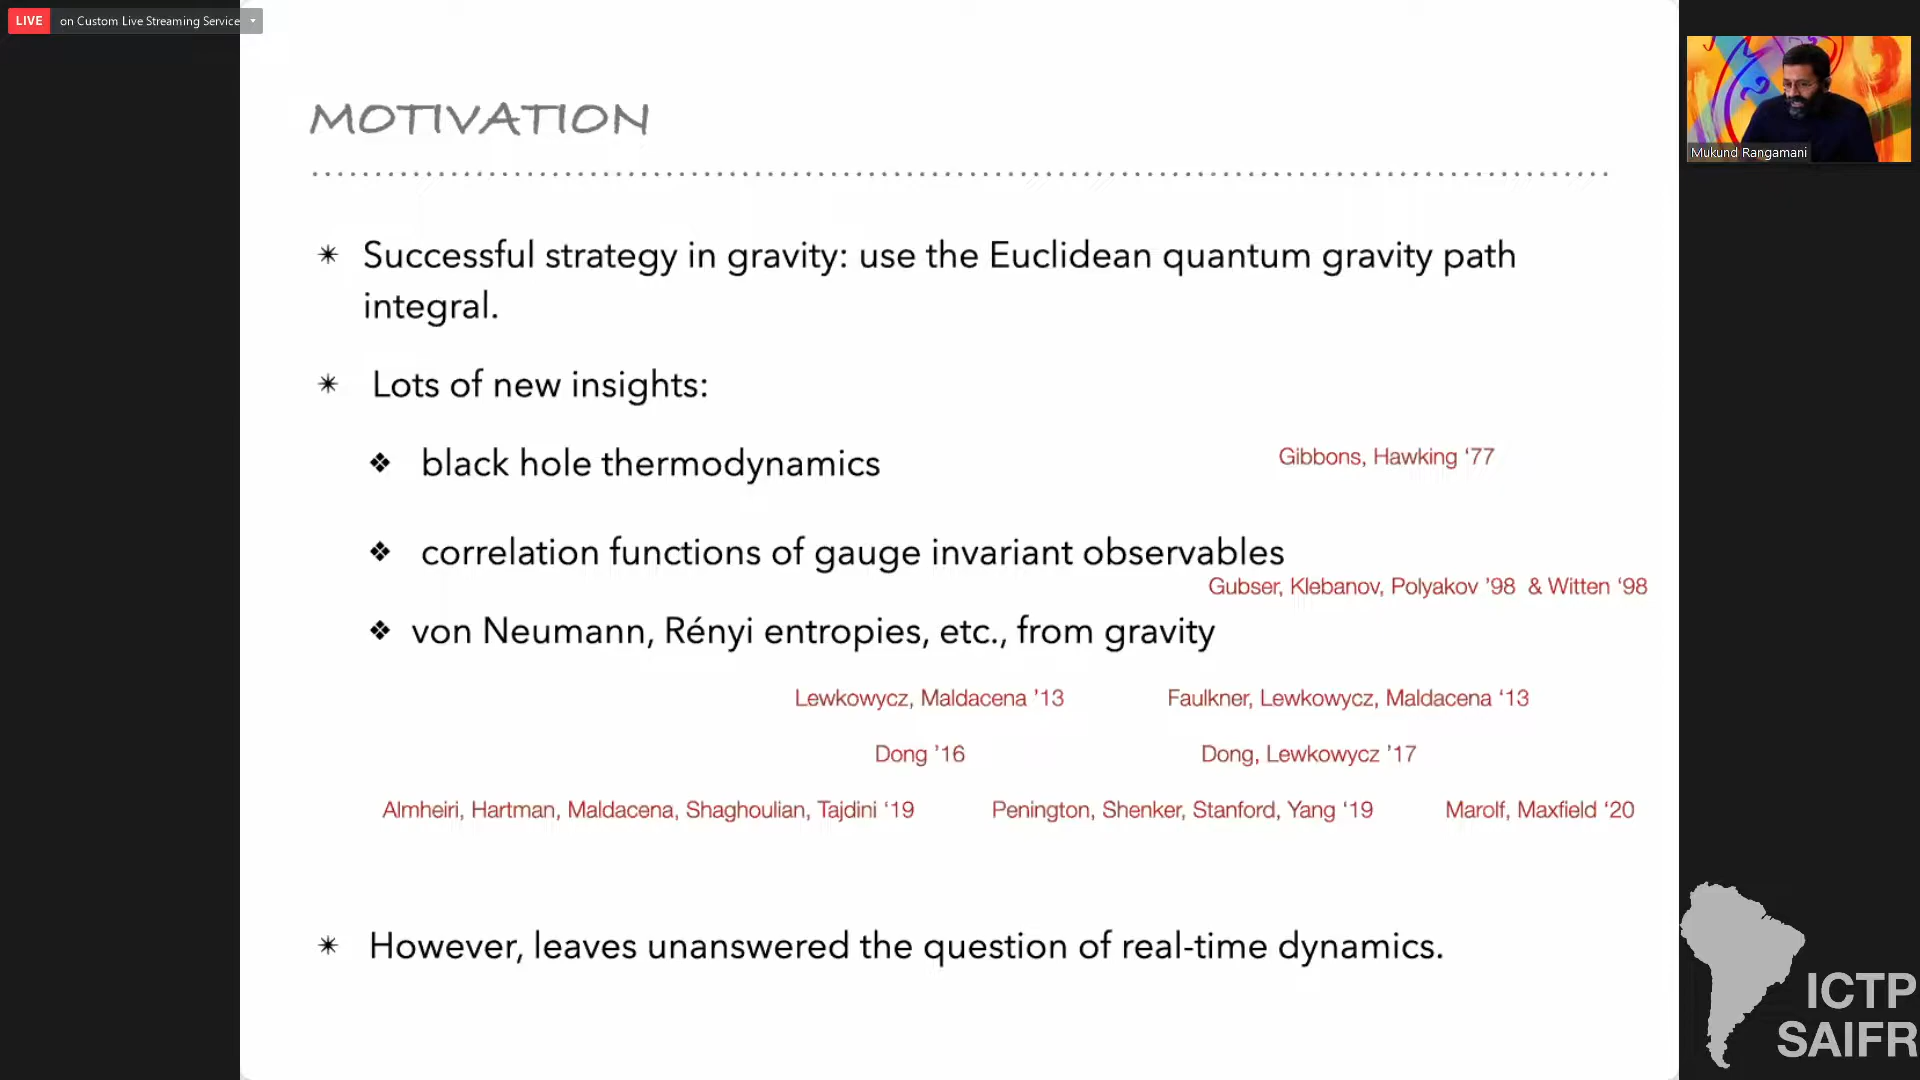 LIVE on Custom Live Streaming Service
MOTIVATION
Mukund Rangamani
Successful strategy in gravity: use the Euclidean quantum gravity path
integral.
Lots of new insights:
black hole thermodynamics
Gibbons, Hawking ‘77
correlation functions of gauge invariant observables
Gubser, Klebanov, Polyakov ’98 & Witten ‘98
von Neumann, Rényi entropies, etc., from gravity
Lewkowycz, Maldacena ’13 Faulkner, Lewkowycz, Maldacena ‘13
Dong ’16 Dong, Lewkowycz ’17
Almheiri, Hartman, Maldacena, Shaghoulian, Tajdini ‘19 Penington, Shenker, Stanford, Yang ‘19 Marolf, Maxfield ‘20
However, leaves unanswered the question of real-time dynamics.
ICTP
SAIFR